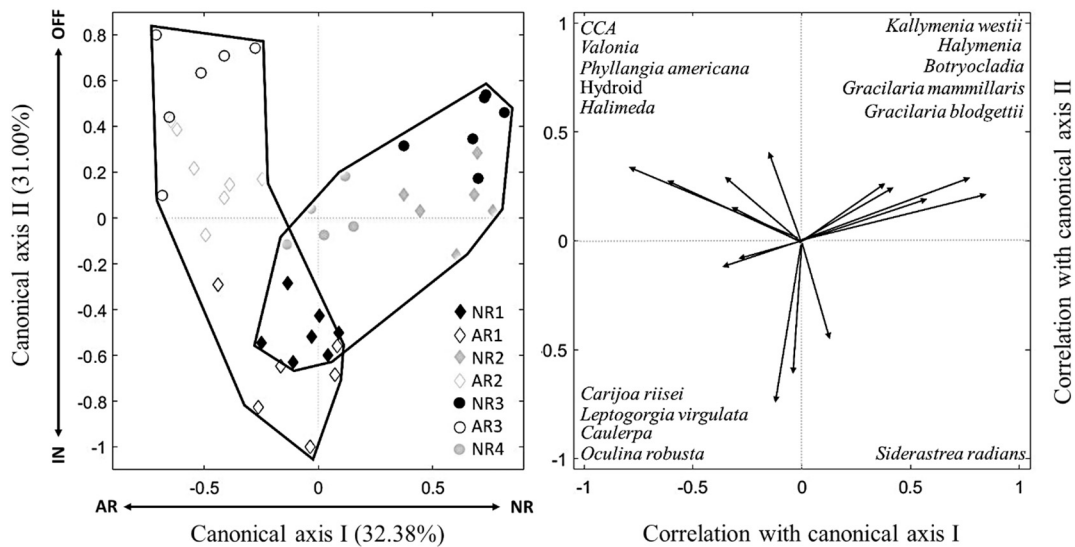 OFF
IN
Canonical axis II (31.00%)
0.8
0.6
0.4
0.2
0
-0.2
-0.4
-0.6
-0.8
-1
-0.5
0
0.5
AR
NR
Canonical axis I (32.38%)
NR1
AR1
NR2
AR2
NR3
AR3
NR4
1
0.5
0
-0.5
-1
CCA
Valonia
Phyllangia americana
Hydroid
Halimeda
Kallymenia westii
Halymenia
Botryocladia
Gracilaria mammillaris
Gracilaria blodgettii
Carijoa riisei
Leptogorgia virgulata
Caulerpa
Oculina robusta
Siderastrea radians
-1
-0.5
0
0.5
1
Correlation with canonical axis I
Correlation with canonical axis II